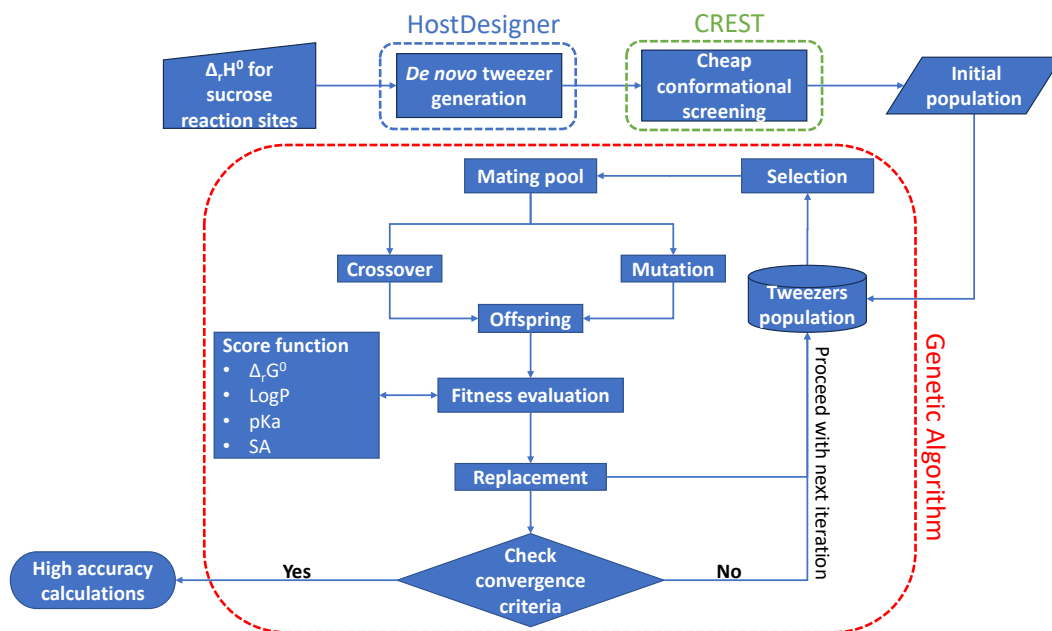 HostDesigner
CREST
ΔᵣH⁰ for
sucrose
reaction sites
De novo tweezer
generation
Cheap
conformational
screening
Initial
population
Mating pool
Selection
Crossover
Mutation
Tweezers
population
Offspring
Score function
• ΔᵣG⁰
• LogP
• pKa
• SA
Fitness evaluation
Replacement
Proceed with next iteration
Genetic Algorithm
Check
convergence
criteria
Yes
No
High accuracy
calculations